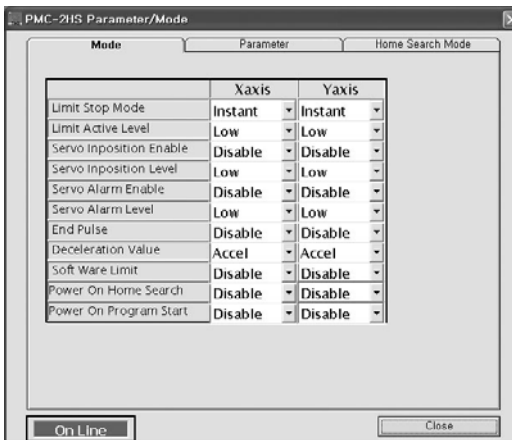 PMC-2HS Parameter/Mode
Mode Parameter Home Search Mode
Xaxis Yaxis
Limit Stop Mode Instant Instant
Limit Active Level Low Low
Servo Inposition Enable Disable Disable
Servo Inposition Level Low Low
Servo Alarm Enable Disable Disable
Servo Alarm Level Low Low
End Pulse Disable Disable
Deceleration Value Accel Accel
Soft Ware Limit Disable Disable
Power On Home Search Disable Disable
Power On Program Start Disable Disable
On Line Close